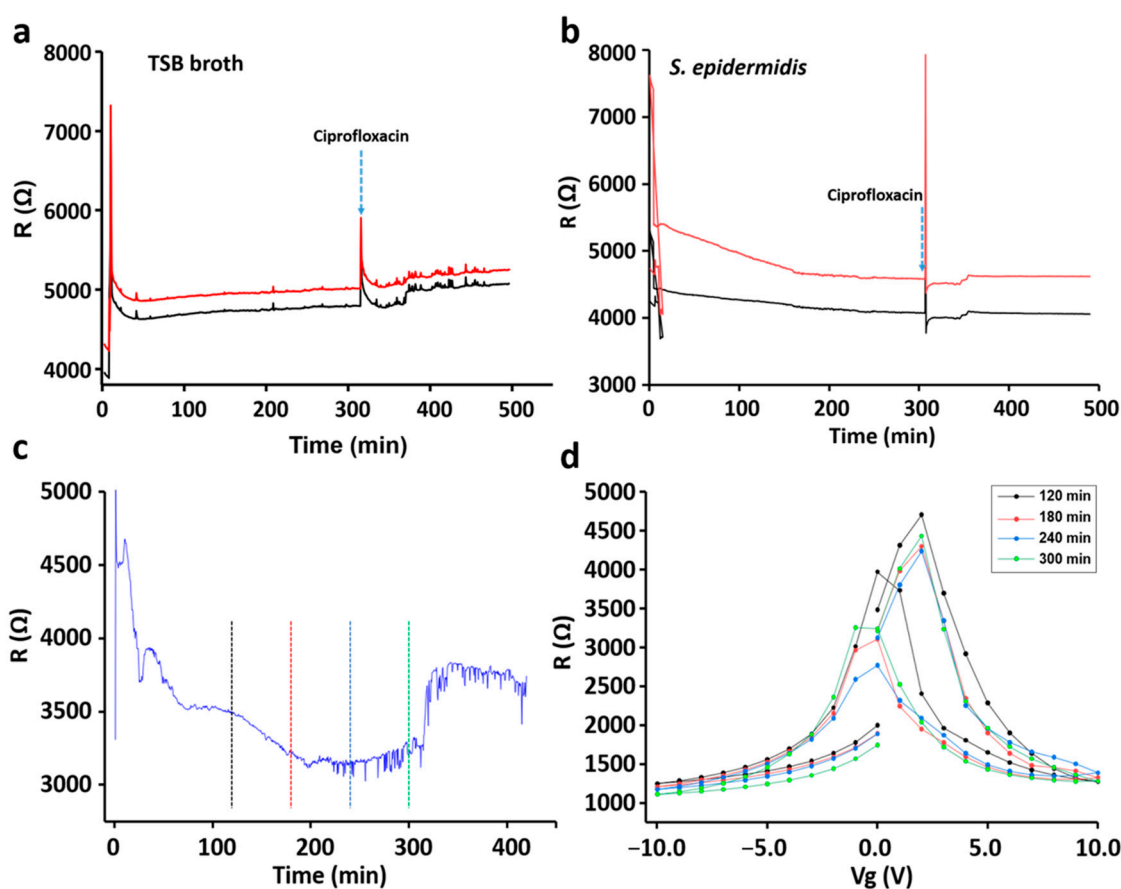 a
TSB broth
Ciprofloxacin
R (Ω)
8000
7000
6000
5000
4000
0
100
200
300
400
500
Time (min)
b
S. epidermidis
Ciprofloxacin
R (Ω)
8000
7000
6000
5000
4000
3000
0
100
200
300
400
500
Time (min)
c
R (Ω)
5000
4500
4000
3500
3000
0
100
200
300
400
Time (min)
d
120 min
180 min
240 min
300 min
R (Ω)
5000
4500
4000
3500
3000
2500
2000
1500
1000
−10.0
−5.0
0.0
5.0
10.0
Vg (V)